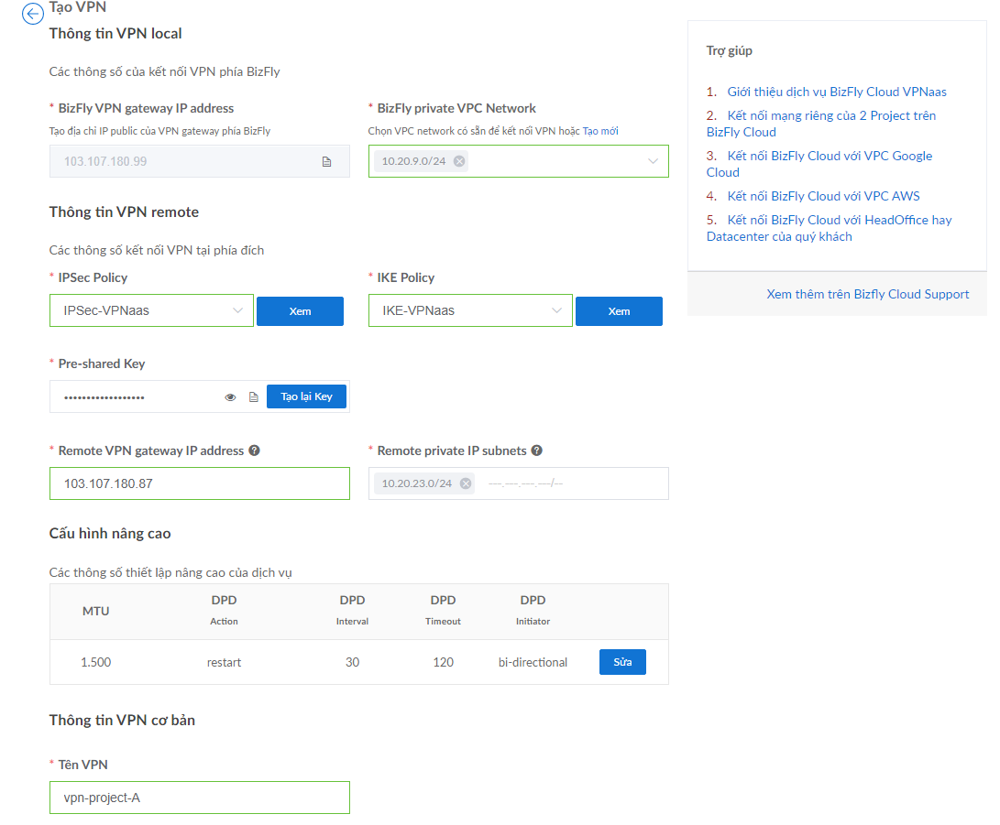 Tạo VPN
Thông tin VPN local
Các thông số của kết nối VPN phía BizFly
* BizFly VPN gateway IP address
Tạo địa chỉ IP public của VPN gateway phía BizFly
103.107.180.99
* BizFly private VPC Network
Chọn VPC network có sẵn để kết nối VPN hoặc Tạo mới
10.20.9.0/24
Thông tin VPN remote
Các thông số kết nối VPN tại phía đích
* IPSec Policy
IPSec-VPNaas
Xem
* IKE Policy
IKE-VPNaas
Xem
* Pre-shared Key
••••••••••••••••••
Tạo lại Key
* Remote VPN gateway IP address
103.107.180.87
* Remote private IP subnets
10.20.23.0/24
---.---.---.---/--
Cấu hình nâng cao
Các thông số thiết lập nâng cao của dịch vụ
MTU
DPD
Action
DPD
Interval
DPD
Timeout
DPD
Initiator
1.500
restart
30
120
bi-directional
Sửa
Thông tin VPN cơ bản
* Tên VPN
vpn-project-A
Trợ giúp
1. Giới thiệu dịch vụ BizFly Cloud VPNaas
2. Kết nối mạng riêng của 2 Project trên
BizFly Cloud
3. Kết nối BizFly Cloud với VPC Google
Cloud
4. Kết nối BizFly Cloud với VPC AWS
5. Kết nối BizFly Cloud với HeadOffice hay
Datacenter của quý khách
Xem thêm trên Bizfly Cloud Support